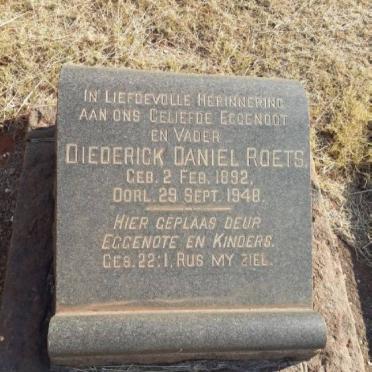 IN LIEFDEVOLLE HERINNERING
AAN ONS GELIEFDE EGGENOOT
EN VADER
DIEDERICK DANIEL ROETS,
GEB. 2 FEB. 1892,
OORL. 29 SEPT. 1948.
HIER GEPLAAS DEUR
EGGENOTE EN KINDERS.
GES. 22:1, RUS MY ZIEL.